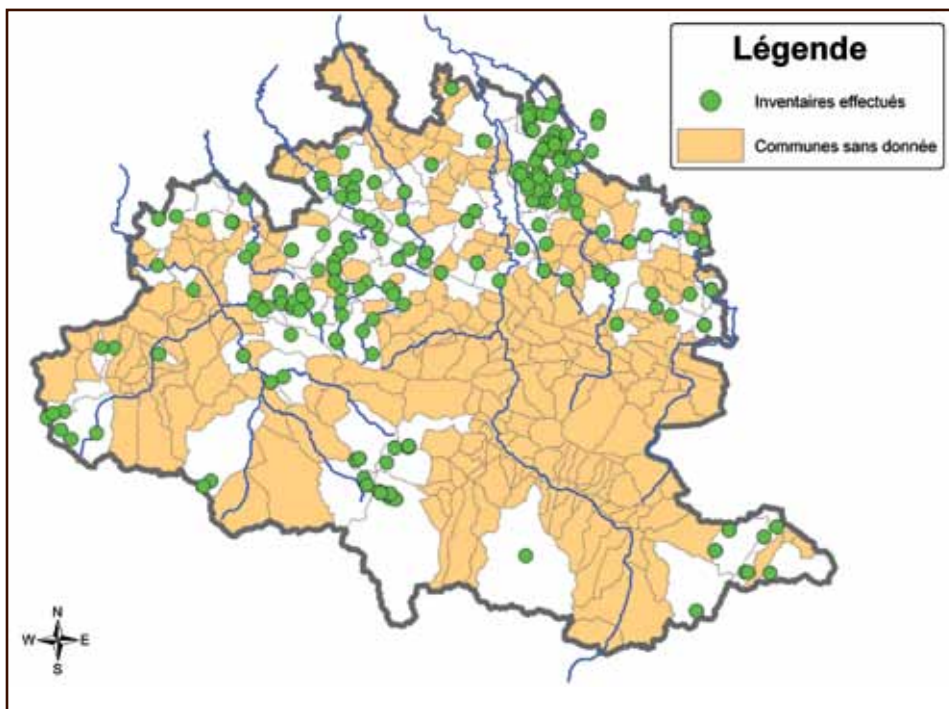 Légende
Inventaires effectués
Communes sans donnée
N
W E
S